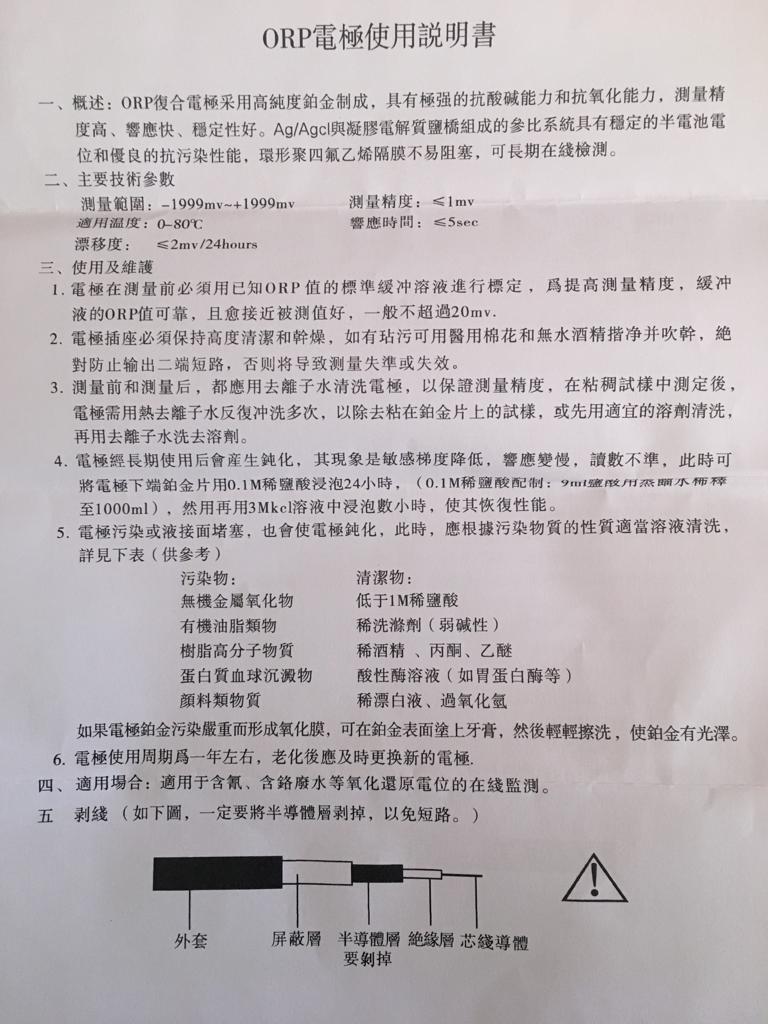 ORP電極使用説明書
一、概述：ORP復合電極采用高純度鉑金制成，具有極强的抗酸碱能力和抗氧化能力，測量精
度高、響應快、穩定性好。Ag/Agcl與凝膠電解質鹽橋組成的參比系統具有穩定的半電池電
位和優良的抗污染性能，環形聚四氟乙烯隔膜不易阻塞，可長期在綫檢測。
二、主要技術參數
測量範圍：-1999mv~+1999mv 測量精度：≤1mv
適用温度：0-80℃ 響應時間：≤5sec
漂移度： ≤2mv/24hours
三、使用及維護
1. 電極在測量前必須用已知ORP 值的標準緩冲溶液進行標定，爲提高測量精度，緩冲
液的ORP值可靠，且愈接近被測值好，一般不超過20mv.
2. 電極插座必須保持高度清潔和幹燥，如有玷污可用醫用棉花和無水酒精揩净并吹幹，絶
對防止输出二端短路，否则将导致测量失準或失效。
3. 測量前和測量后，都應用去離子水清洗電極，以保證測量精度，在粘稠試樣中測定後，
電極需用熱去離子水反復冲洗多次，以除去粘在鉑金片上的試樣，或先用適宜的溶劑清洗，
再用去離子水洗去溶劑。
4. 電極經長期使用后會産生鈍化，其現象是敏感梯度降低，響應變慢，讀數不準，此時可
將電極下端鉑金片用0.1M稀鹽酸浸泡24小時，（0.1M稀鹽酸配制：9ml鹽酸用蒸餾水稀釋
至1000ml），然用再用3Mkcl溶液中浸泡數小時，使其恢復性能。
5. 電極污染或液接面堵塞，也會使電極鈍化，此時，應根據污染物質的性質適當溶液清洗，
詳見下表（供參考）
污染物： 清潔物：
無機金屬氧化物 低于1M稀鹽酸
有機油脂類物 稀洗滌劑（弱碱性）
樹脂高分子物質 稀酒精 、丙酮、乙醚
蛋白質血球沉澱物 酸性酶溶液（如胃蛋白酶等）
顔料類物質 稀漂白液、過氧化氫
如果電極鉑金污染嚴重而形成氧化膜，可在鉑金表面塗上牙膏，然後輕輕擦洗，使鉑金有光澤。
6. 電極使用周期爲一年左右，老化後應及時更换新的電極.
四、適用場合：適用于含氰、含鉻廢水等氧化還原電位的在綫監測。
五 剥綫（如下圖，一定要將半導體層剥掉，以免短路。）
外套 屏蔽層 半導體層 絶緣層 芯綫導體
要剝掉